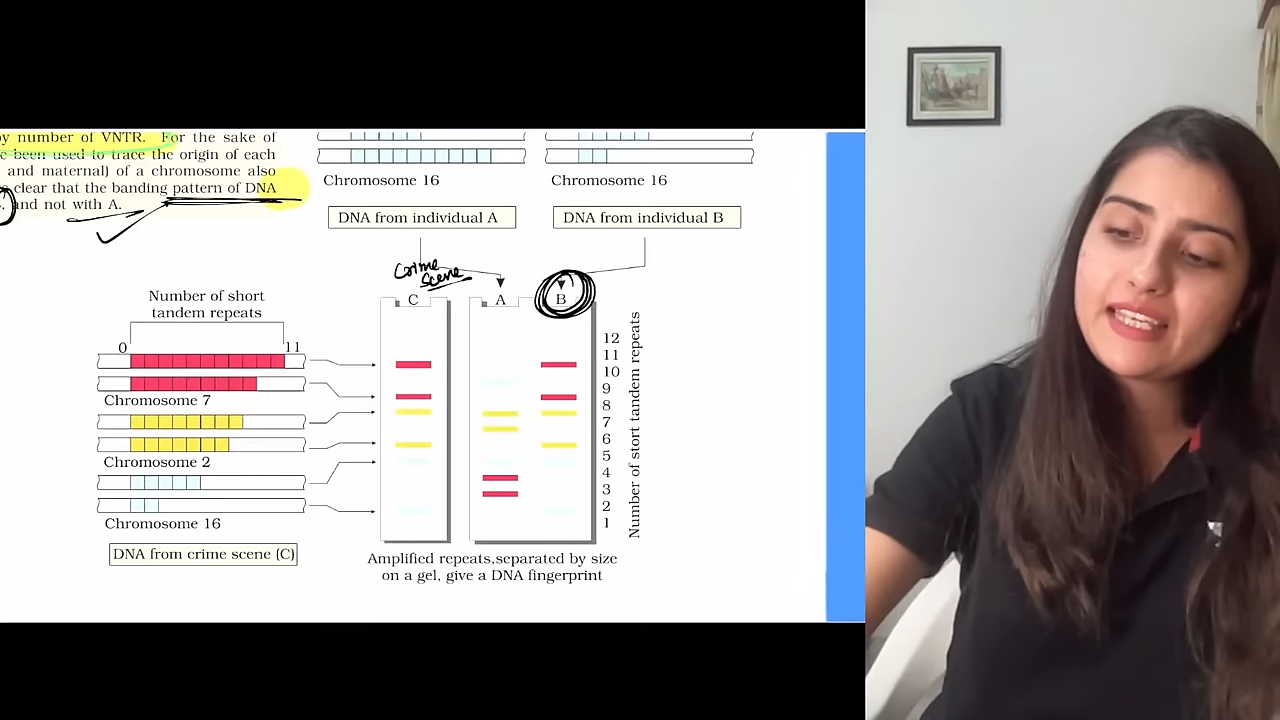 by number of VNTR. For the sake of
been used to trace the origin of each
and maternal) of a chromosome also
clear that the banding pattern of DNA
and not with A.
Chromosome 16
Chromosome 16
DNA from individual A
DNA from individual B
Crime
Scene
C
A
B
Number of short
tandem repeats
0
11
Chromosome 7
Chromosome 2
Chromosome 16
DNA from crime scene (C)
12
11
10
9
8
7
6
5
4
3
2
1
Number of stort tandem repeats
Amplified repeats,separated by size
on a gel, give a DNA fingerprint